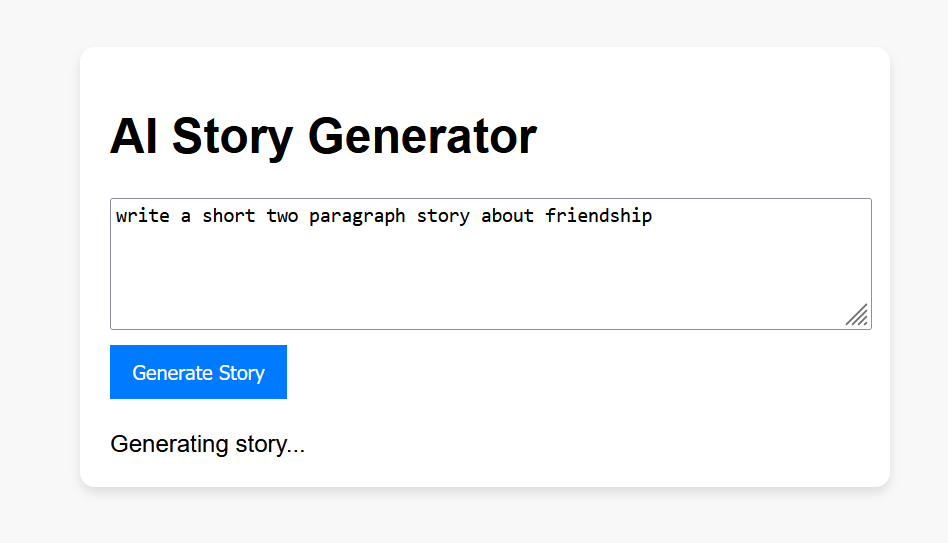 AI Story Generator
write a short two paragraph story about friendship
Generate Story
Generating story...